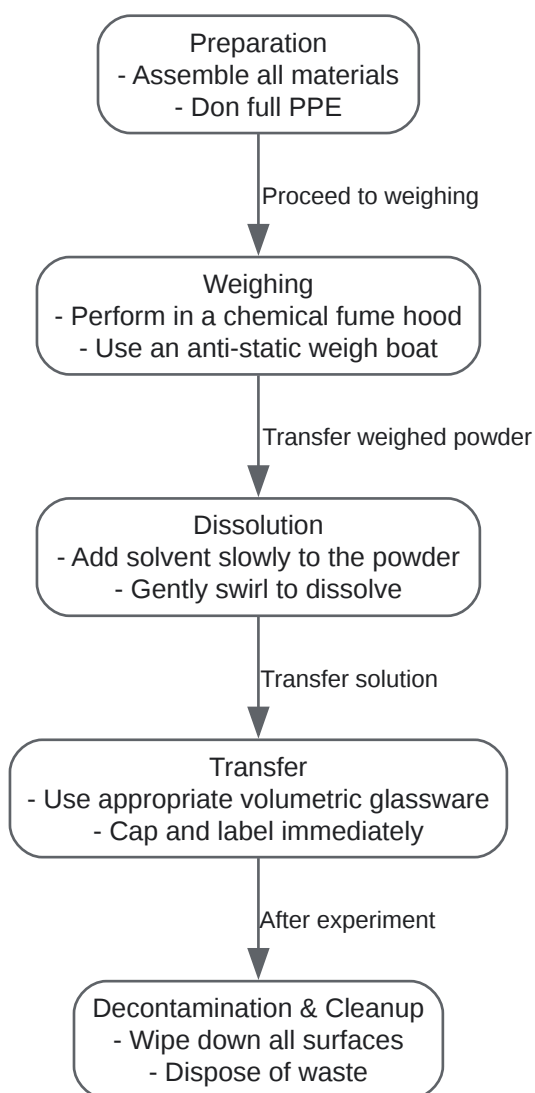 Preparation
- Assemble all materials
- Don full PPE
Proceed to weighing
Weighing
- Perform in a chemical fume hood
- Use an anti-static weigh boat
Transfer weighed powder
Dissolution
- Add solvent slowly to the powder
- Gently swirl to dissolve
Transfer solution
Transfer
- Use appropriate volumetric glassware
- Cap and label immediately
After experiment
Decontamination & Cleanup
- Wipe down all surfaces
- Dispose of waste